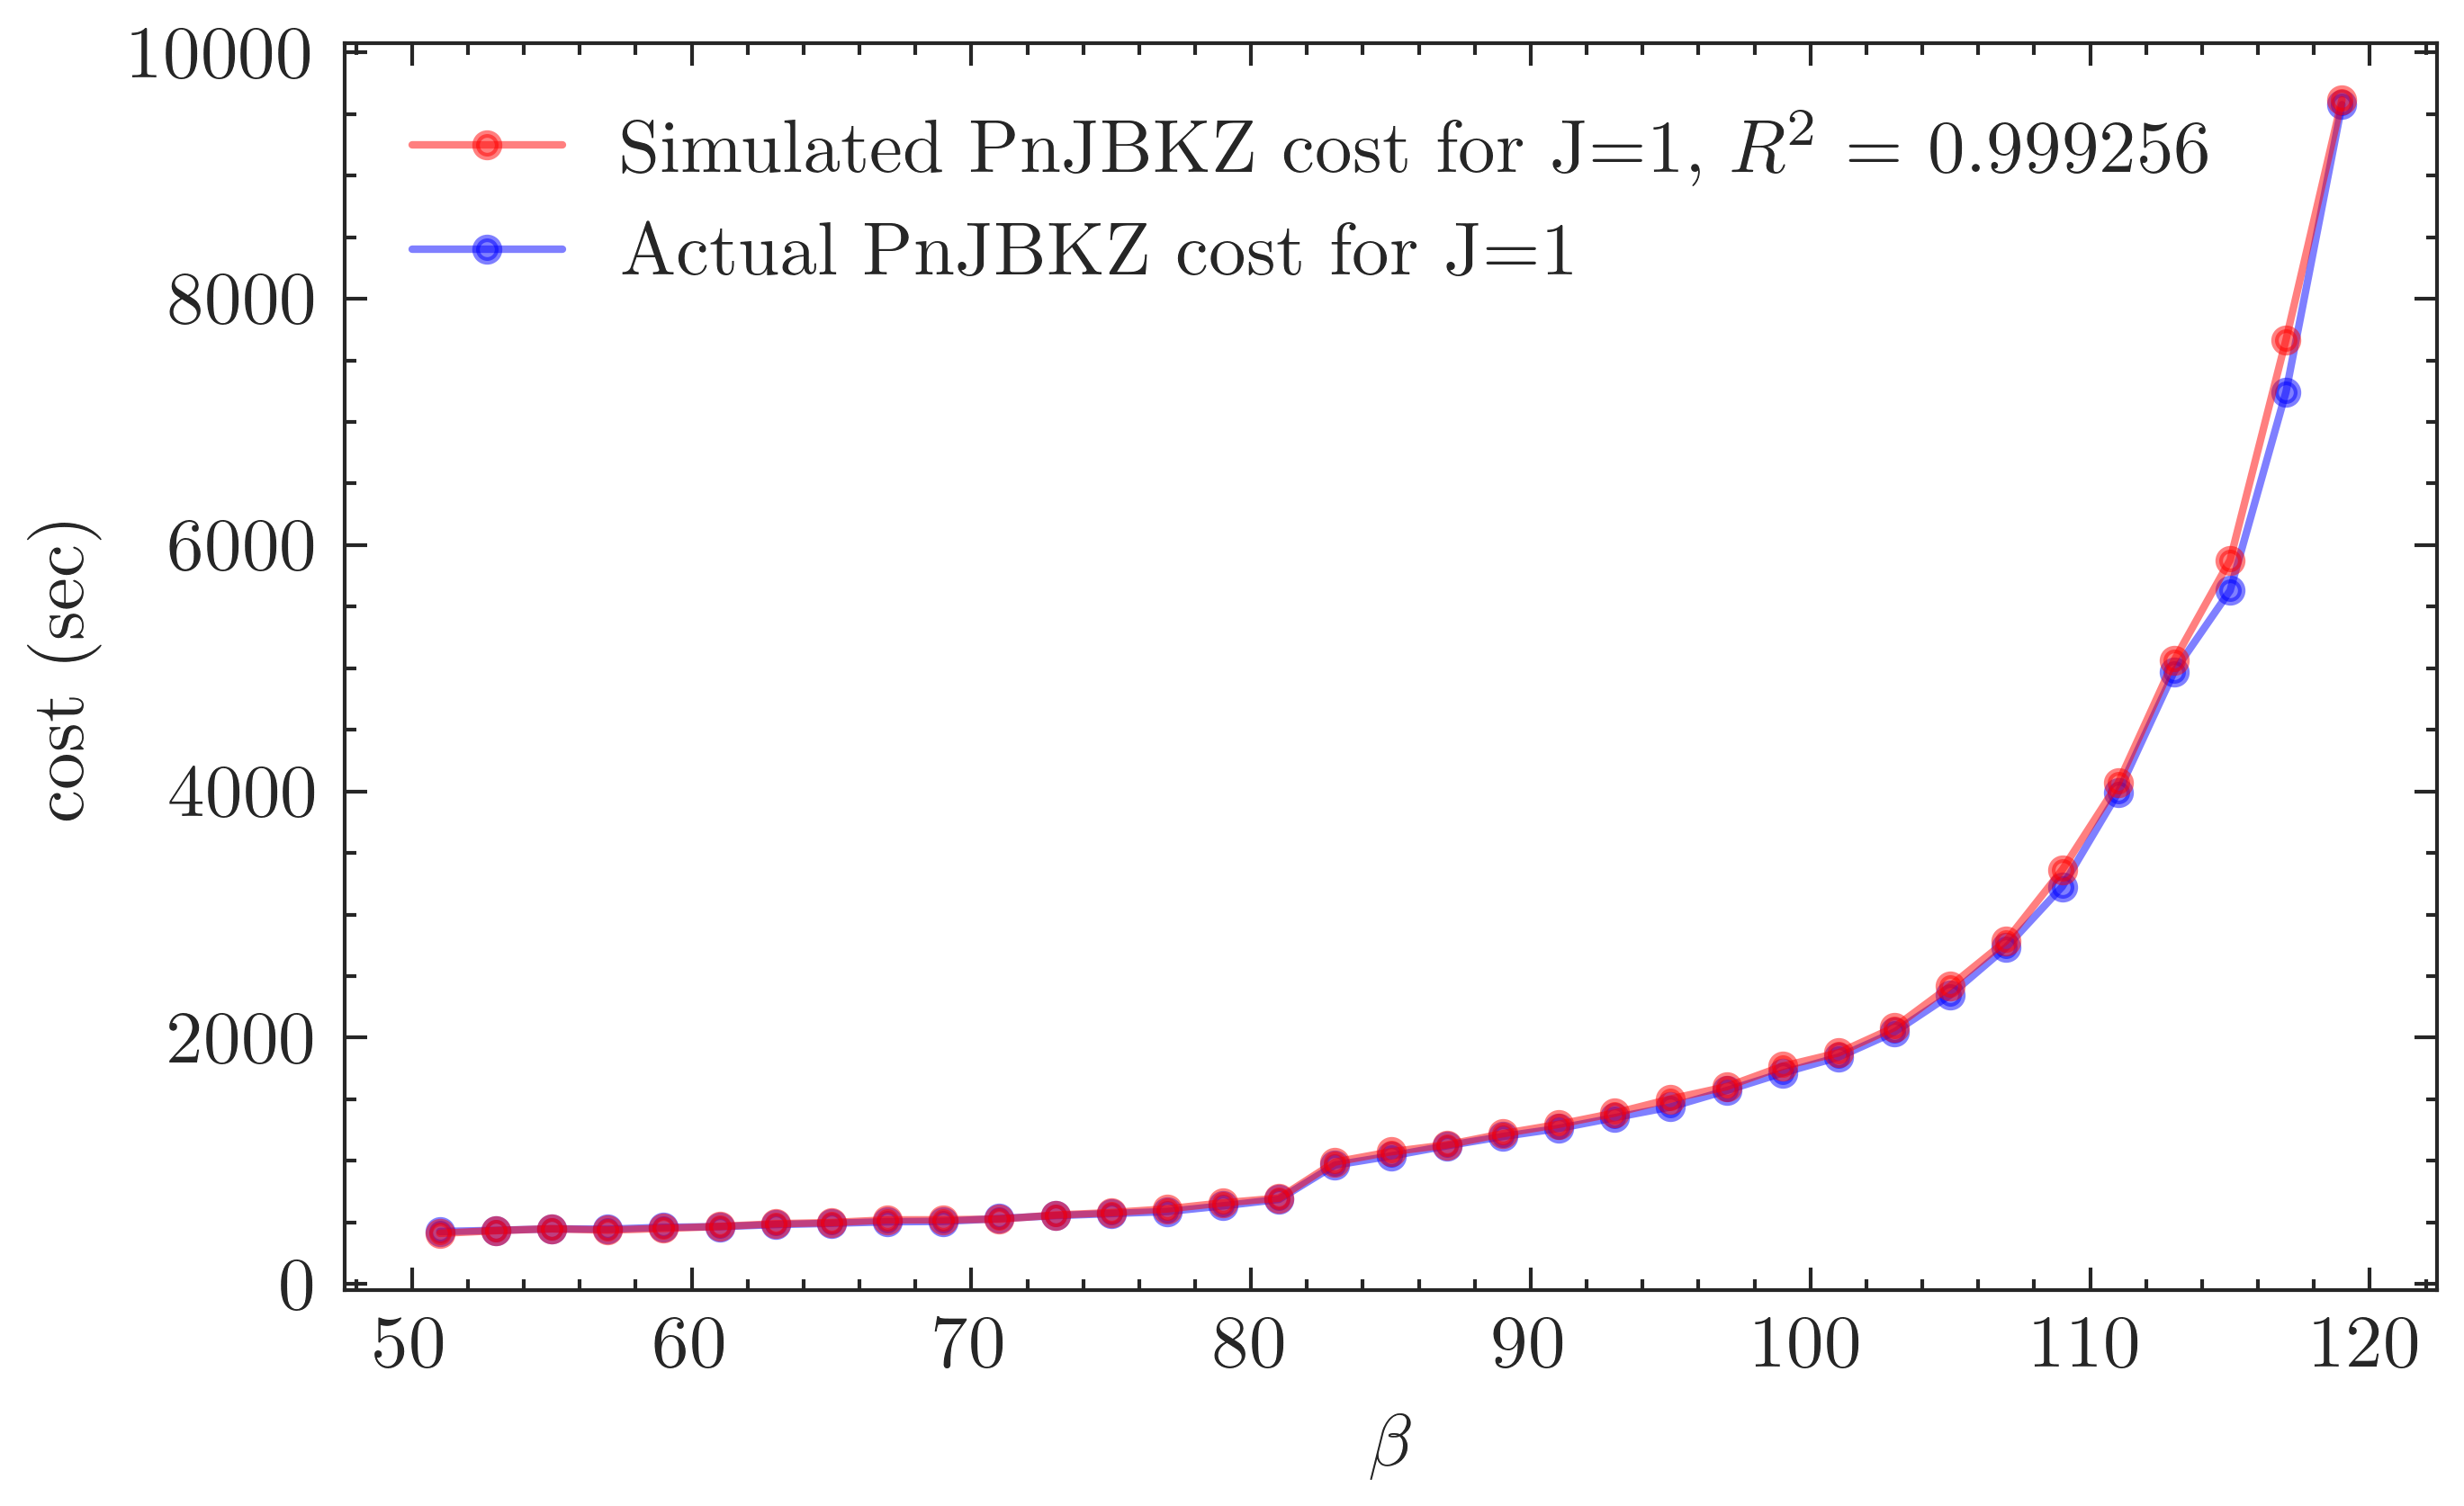 10000
8000
6000
4000
2000
0
cost (sec)
Simulated PnJBKZ cost for J=1, R² = 0.999256
Actual PnJBKZ cost for J=1
50 60 70 80 90 100 110 120
β